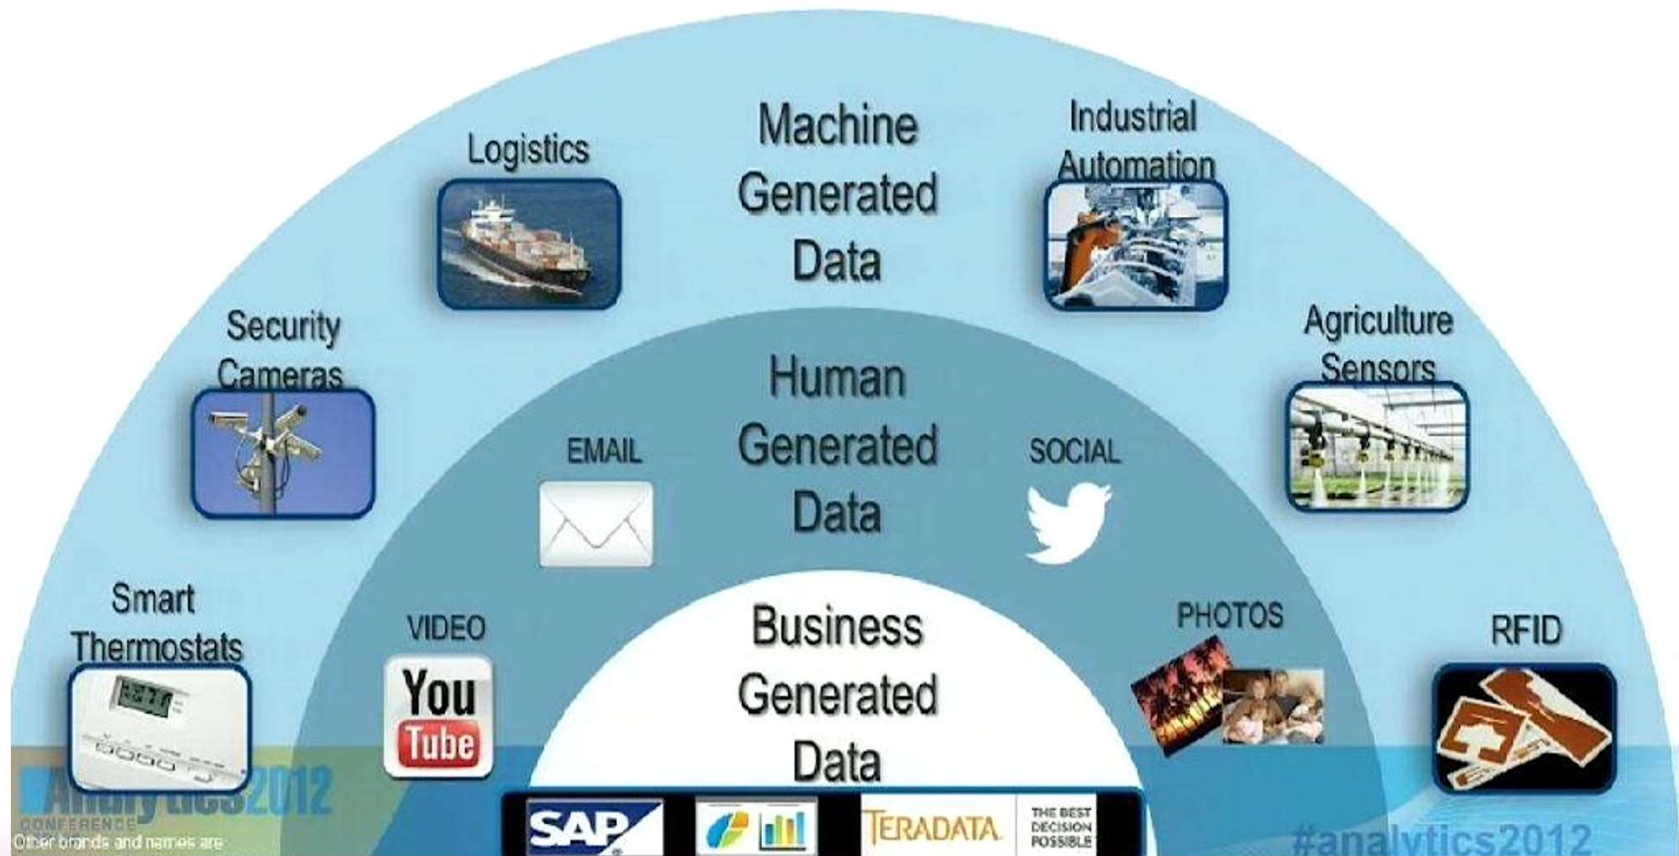 Machine
Generated
Data
Logistics
Industrial
Automation
Security
Cameras
Agriculture
Sensors
Human
Generated
Data
EMAIL
SOCIAL
Smart
Thermostats
VIDEO
You
Tube
PHOTOS
RFID
Business
Generated
Data
SAP
TERADATA
THE BEST
DECISION
POSSIBLE
Analytics2012
CONFERENCE
Other brands and names are
#analytics2012